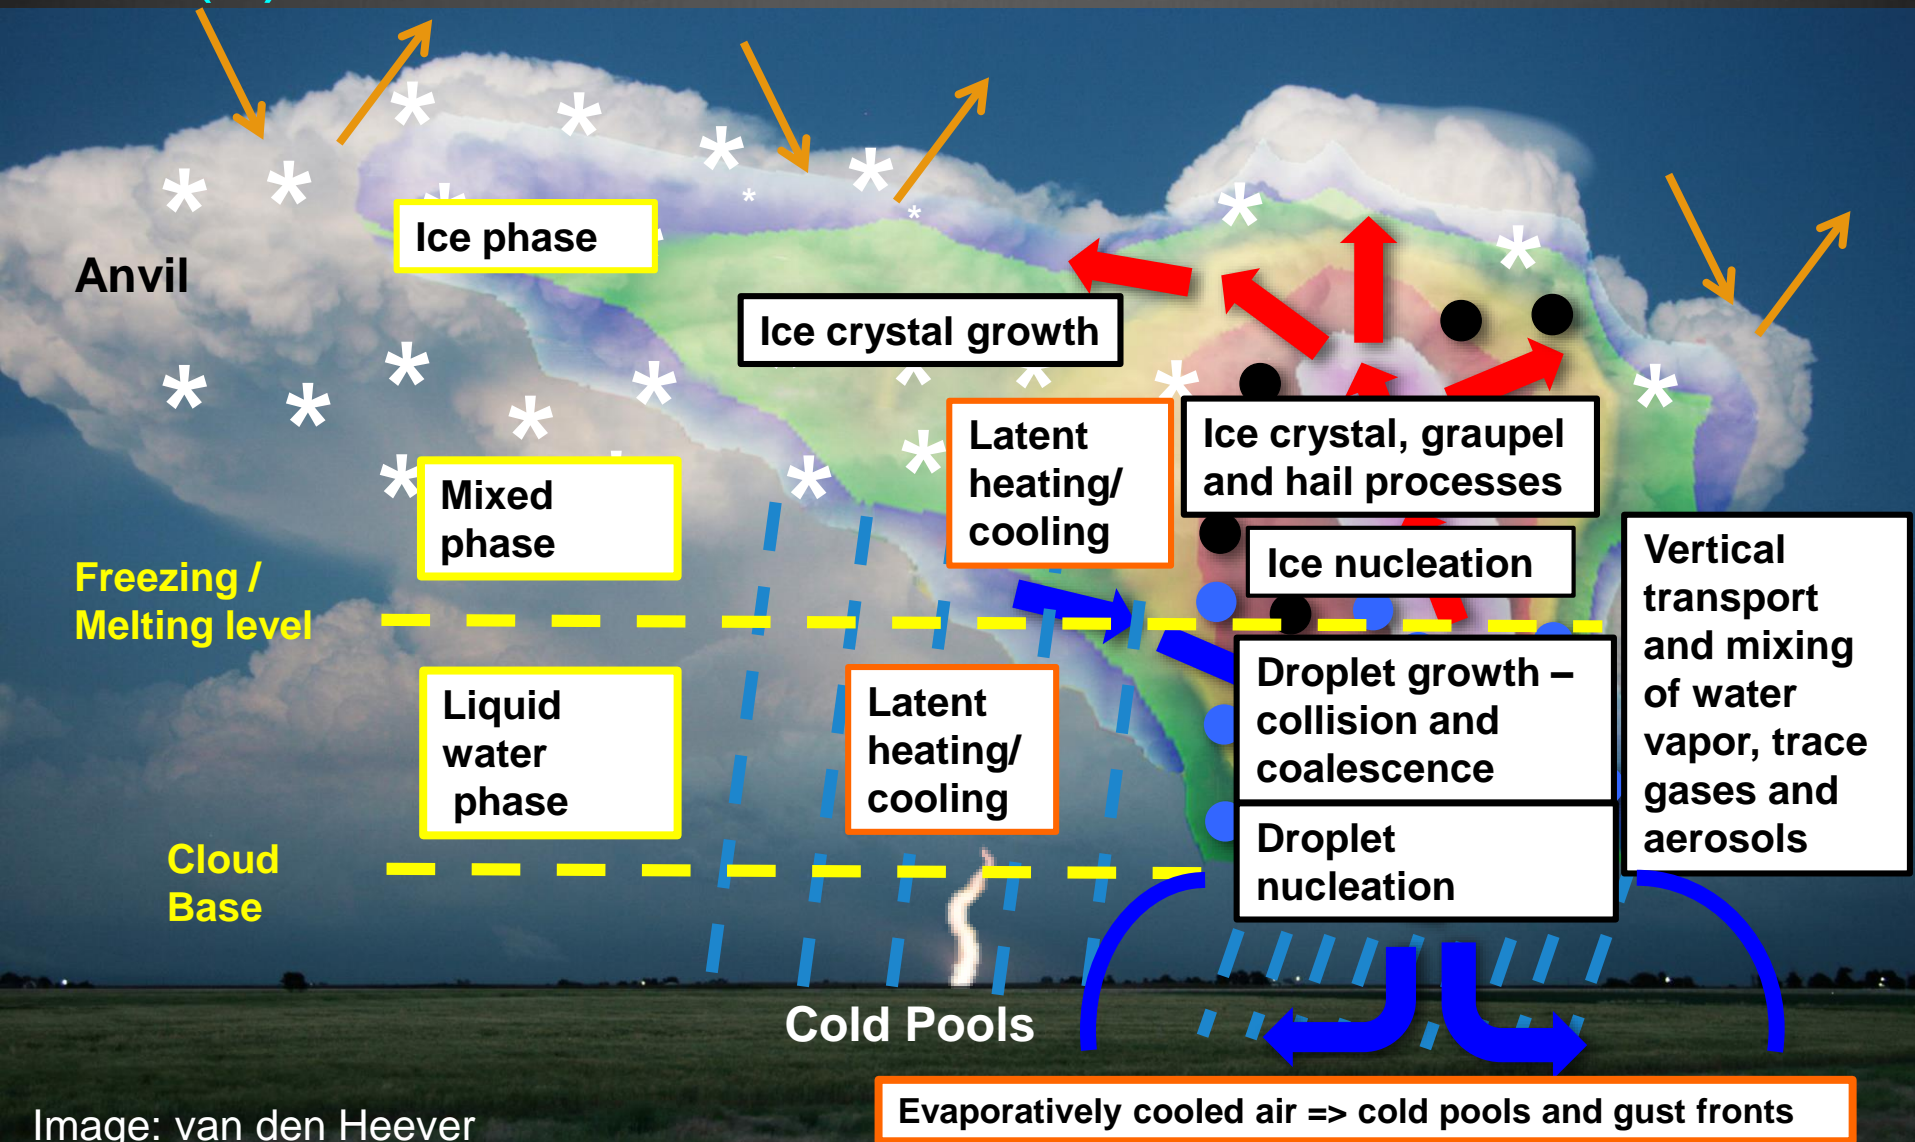 Ice phase
Anvil
Ice crystal growth
Latent
heating/
cooling
Ice crystal, graupel
and hail processes
Mixed
phase
Ice nucleation
Vertical
transport
and mixing
of water
vapor, trace
gases and
aerosols
Freezing /
Melting level
Droplet growth –
collision and
coalescence
Liquid
water
phase
Latent
heating/
cooling
Droplet
nucleation
Cloud
Base
Cold Pools
Evaporatively cooled air => cold pools and gust fronts
Image: van den Heever